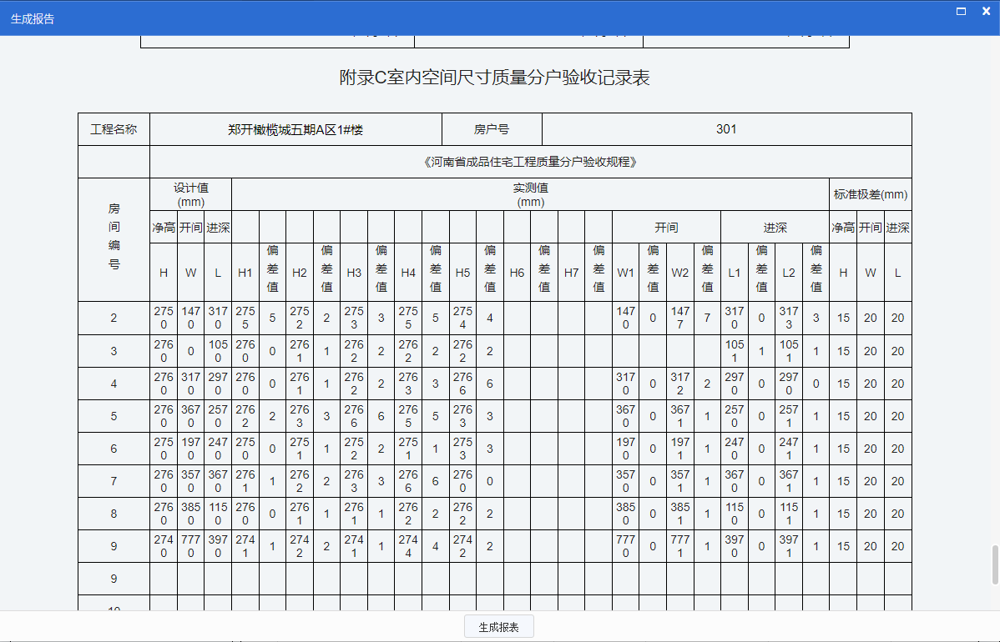 生成报告
附录C室内空间尺寸质量分户验收记录表
工程名称 郑开橄榄城五期A区1#楼 房户号 301
《河南省成品住宅工程质量分户验收规程》
房间编号 设计值(mm) 实测值(mm) 标准极差(mm)
净高 开间 进深 开间 进深 净高 开间 进深
H W L H1 偏差值 H2 偏差值 H3 偏差值 H4 偏差值 H5 偏差值 H6 偏差值 H7 偏差值 W1 偏差值 W2 偏差值 L1 偏差值 L2 偏差值 H W L
2 2750 1470 3170 2755 5 2752 2 2753 3 2755 5 2754 4 1470 0 1477 7 3170 0 3173 3 15 20 20
3 2760 0 1050 2760 0 2761 1 2762 2 2762 2 2762 2 1051 1 1051 1 15 20 20
4 2760 3170 2970 2760 0 2761 1 2762 2 2763 3 2766 6 3170 0 3172 2 2970 0 2970 0 15 20 20
5 2760 3670 2570 2762 2 2763 3 2766 6 2765 5 2763 3 3670 0 3671 1 2570 0 2571 1 15 20 20
6 2750 1970 2470 2750 0 2751 1 2752 2 2751 1 2753 3 1970 0 1971 1 2470 0 2471 1 15 20 20
7 2760 3570 3670 2761 1 2762 2 2763 3 2766 6 2760 0 3570 0 3571 1 3670 0 3671 1 15 20 20
8 2760 3850 1150 2760 0 2761 1 2761 1 2762 2 2762 2 3850 0 3851 1 1150 0 1151 1 15 20 20
9 2740 7770 3970 2741 1 2742 2 2741 1 2744 4 2742 2 7770 0 7771 1 3970 0 3971 1 15 20 20
9
生成报表